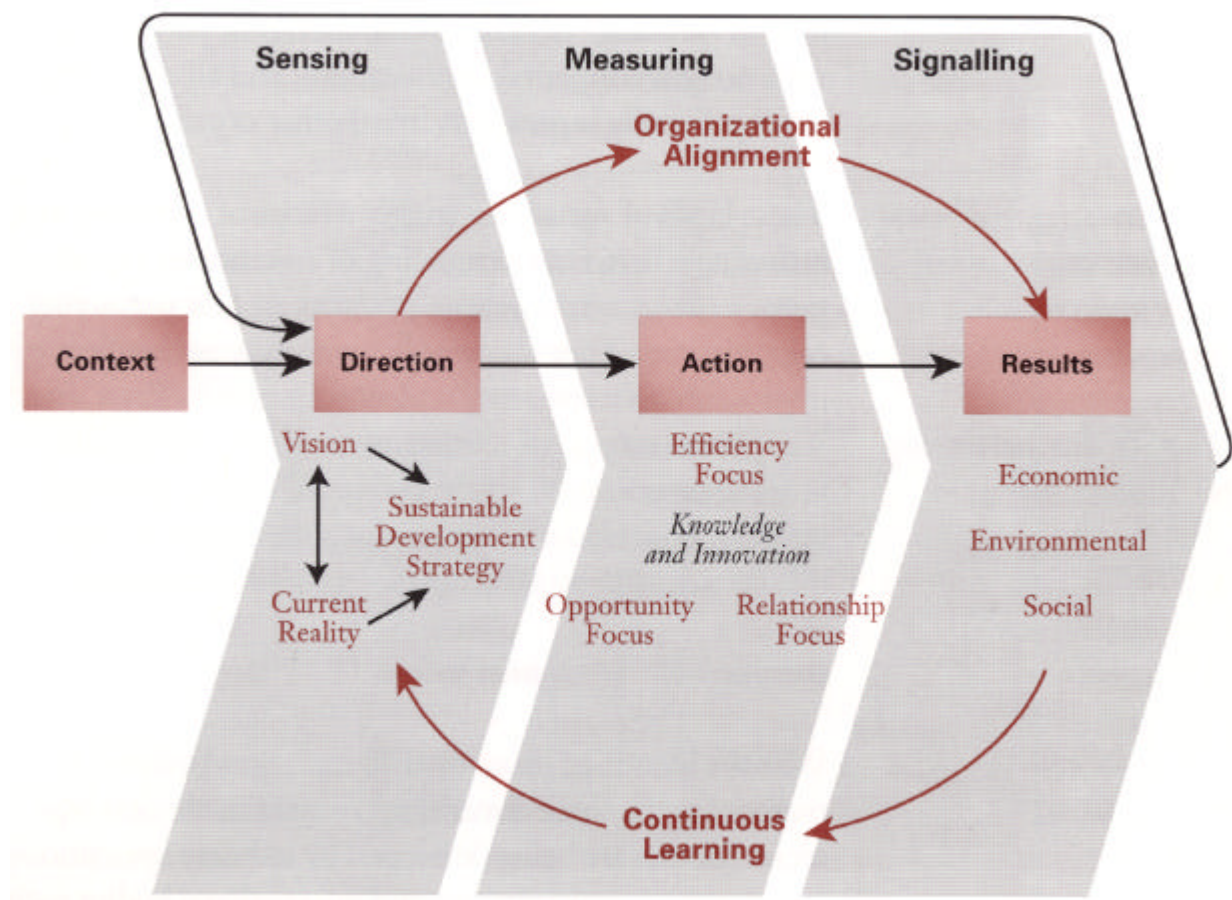 Sensing
Measuring
Signalling
Organizational
Alignment
Context
Direction
Action
Results
Vision
Sustainable
Development
Strategy
Current
Reality
Efficiency
Focus
Knowledge
and Innovation
Opportunity
Focus
Relationship
Focus
Economic
Environmental
Social
Continuous
Learning